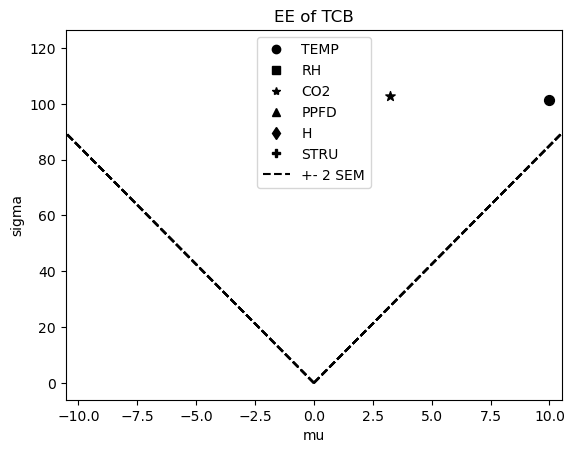 EE of TCB
TEMP
RH
CO2
PPFD
H
STRU
+- 2 SEM
sigma
120
100
80
60
40
20
0
−10.0 −7.5 −5.0 −2.5 0.0 2.5 5.0 7.5 10.0
mu